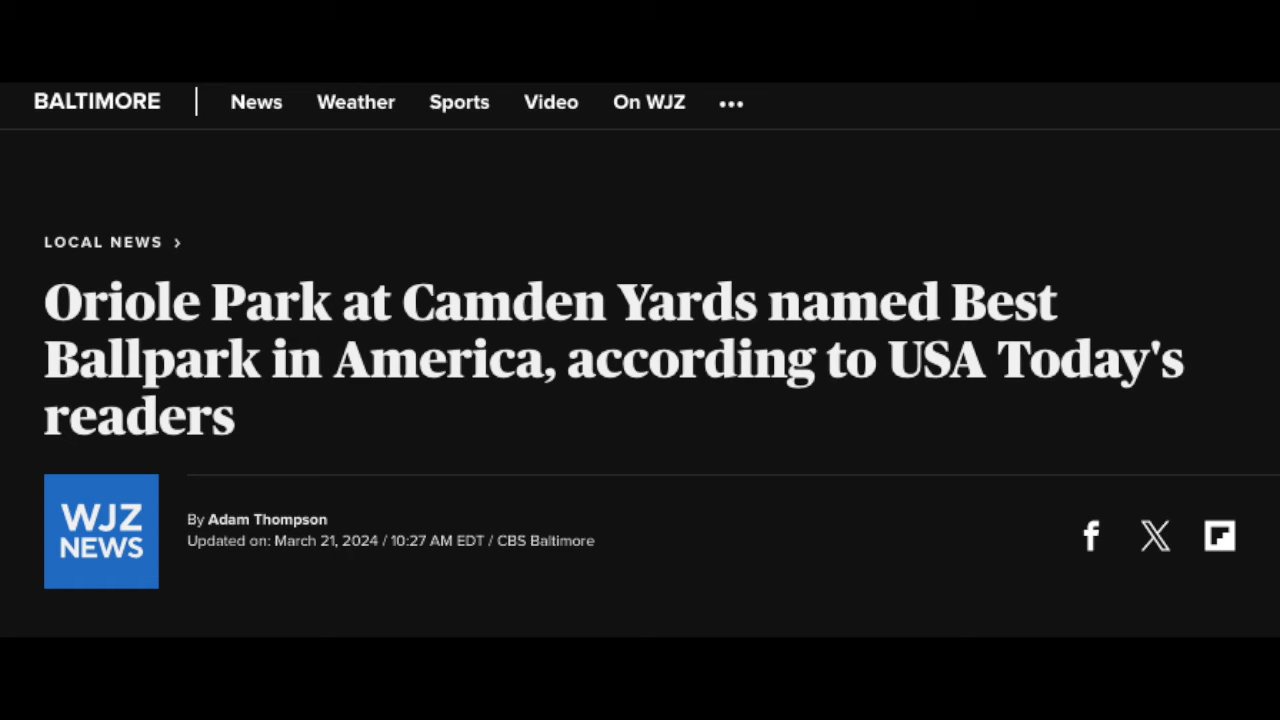 BALTIMORE | News Weather Sports Video On WJZ •••
LOCAL NEWS ›
Oriole Park at Camden Yards named Best
Ballpark in America, according to USA Today's
readers
WJZ
NEWS
By Adam Thompson
Updated on: March 21, 2024 / 10:27 AM EDT / CBS Baltimore